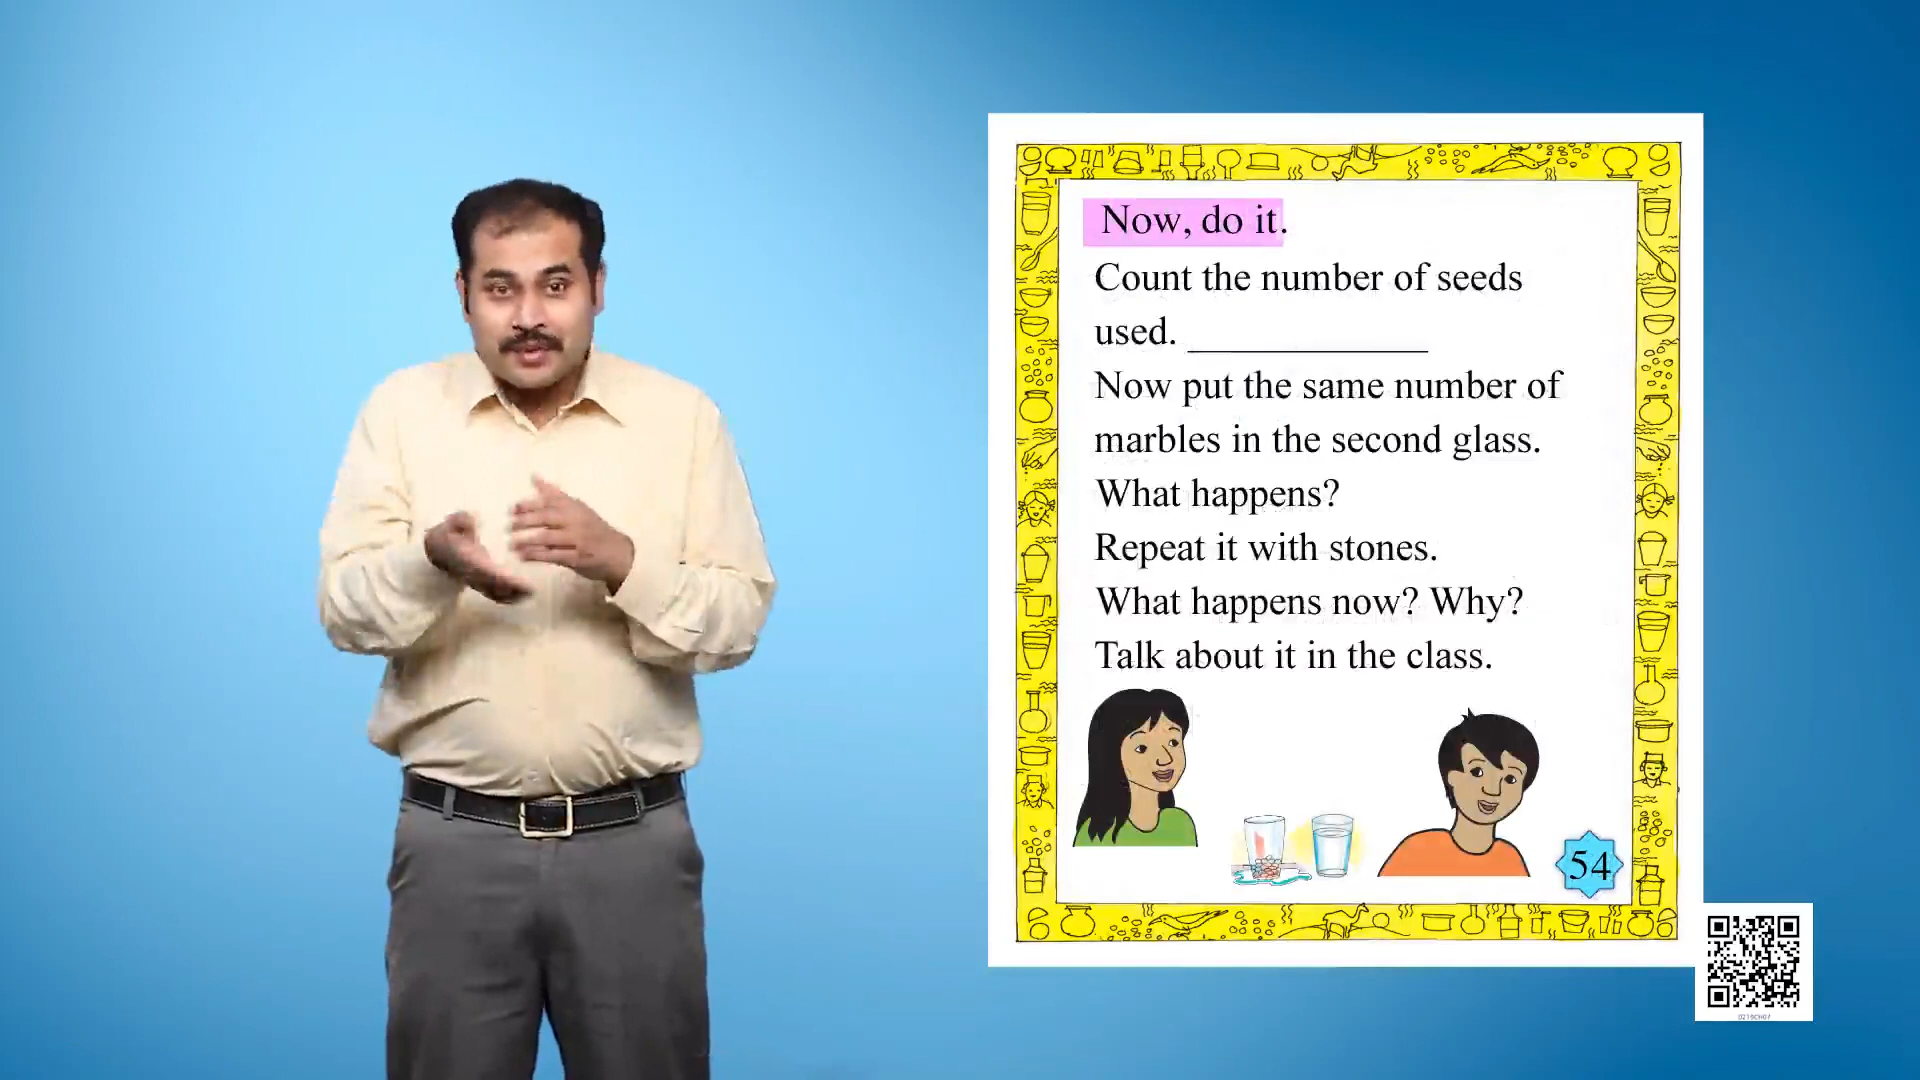 Now, do it.
Count the number of seeds
used. ____________
Now put the same number of
marbles in the second glass.
What happens?
Repeat it with stones.
What happens now? Why?
Talk about it in the class.
54